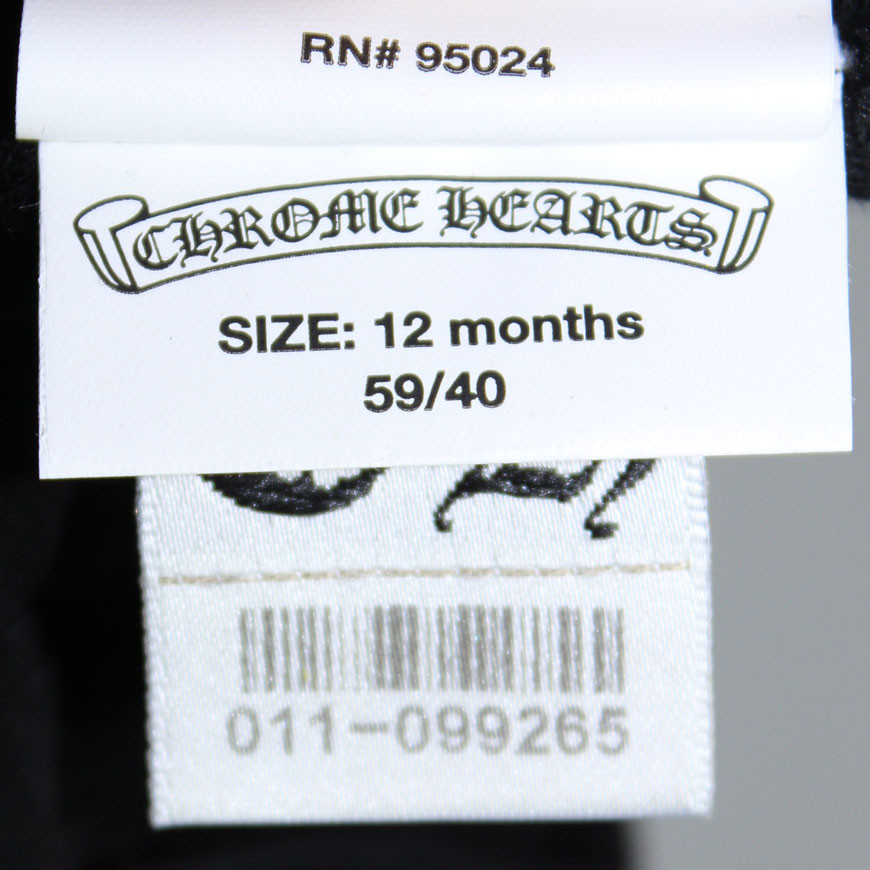 RN# 95024
CHROME HEARTS
SIZE: 12 months
59/40
011-099265